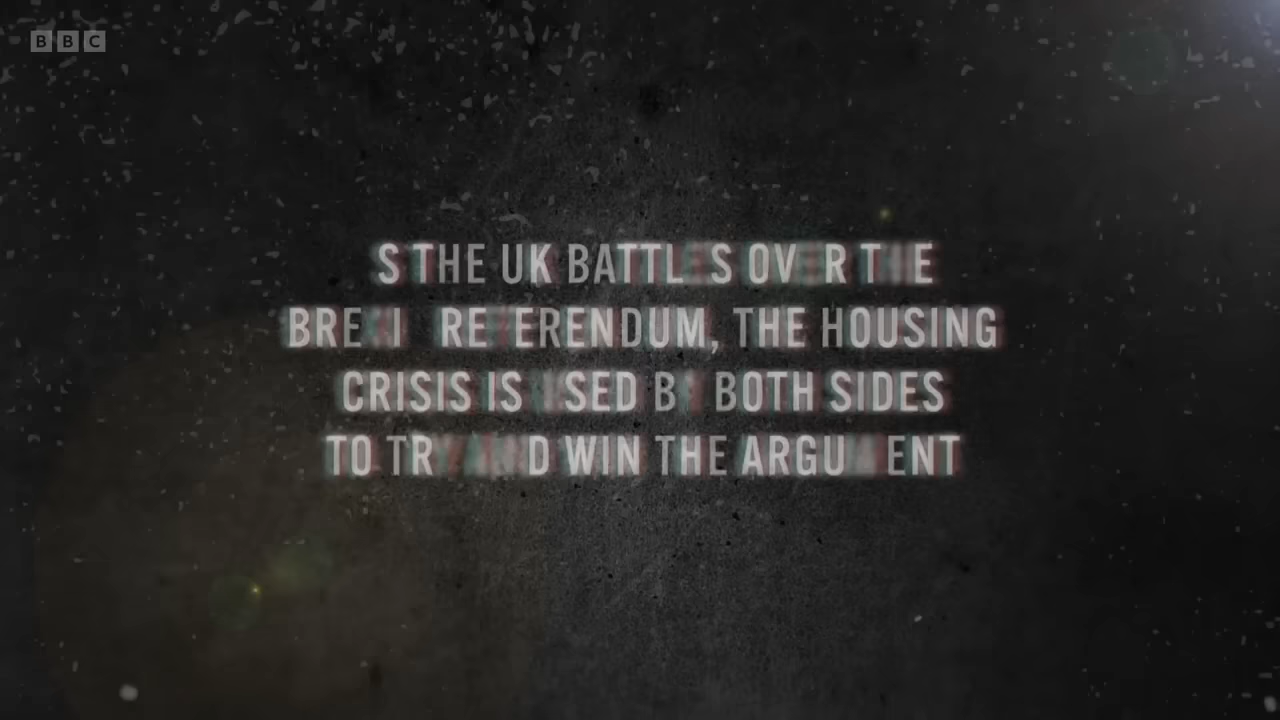 BBC
S THE UK BATTLES OVER THE
BREXI REFERENDUM, THE HOUSING
CRISIS IS USED BY BOTH SIDES
TO TRY AND WIN THE ARGUMENT